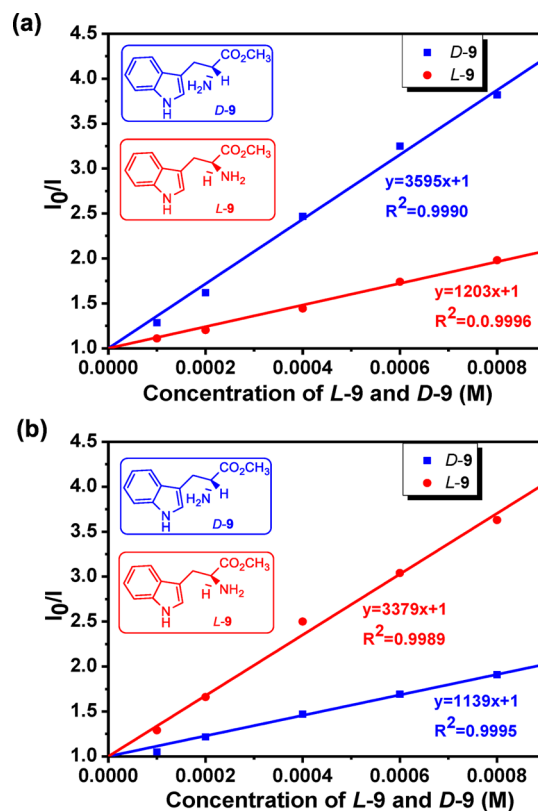 (a)
D-9
L-9
CO2CH3
H2N
H
N
H
D-9
CO2CH3
H
NH2
N
H
L-9
4.5
4.0
3.5
3.0
2.5
2.0
1.5
1.0
I0/I
y=3595x+1
R2=0.9990
y=1203x+1
R2=0.0.9996
0.0000 0.0002 0.0004 0.0006 0.0008
Concentration of L-9 and D-9 (M)
(b)
D-9
L-9
CO2CH3
H2N
H
N
H
D-9
CO2CH3
H
NH2
N
H
L-9
4.5
4.0
3.5
3.0
2.5
2.0
1.5
1.0
I0/I
y=3379x+1
R2=0.9989
y=1139x+1
R2=0.9995
0.0000 0.0002 0.0004 0.0006 0.0008
Concentration of L-9 and D-9 (M)